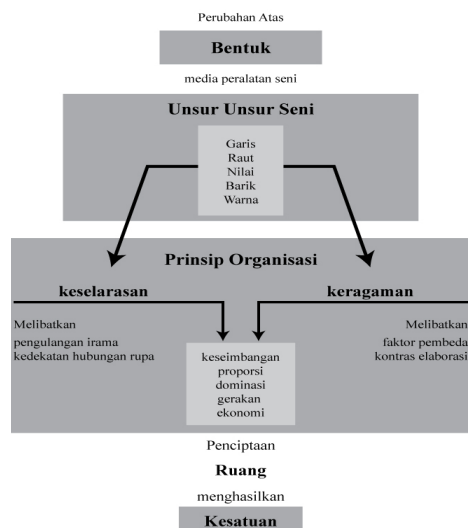 Perubahan Atas
Bentuk
media peralatan seni
Unsur Unsur Seni
Garis
Raut
Nilai
Barik
Warna
Prinsip Organisasi
keselarasan
keragaman
Melibatkan
pengulangan irama
kedekatan hubungan rupa
Melibatkan
faktor pembeda
kontras elaborasi
keseimbangan
proporsi
dominasi
gerakan
ekonomi
Penciptaan
Ruang
menghasilkan
Kesatuan